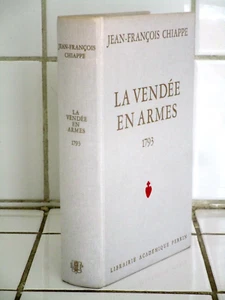 JEAN-FRANÇOIS
CHIAPPE
LA
VENDÉE
EN ARMES
1793
JEAN-FRANÇOIS CHIAPPE
LA VENDÉE
EN ARMES
1793
LIBRAIRIE ACADÉMIQUE PERRIN